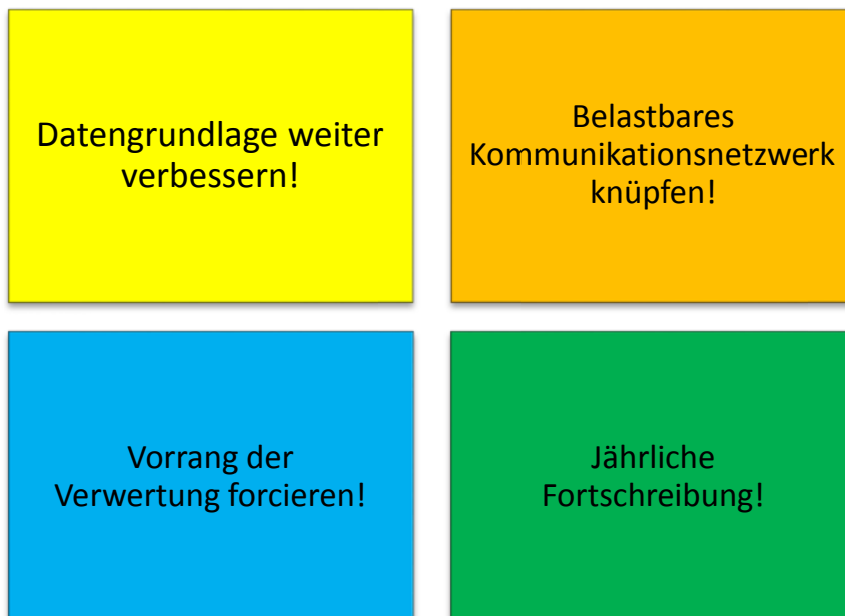 Datengrundlage weiter
verbessern!
Belastbares
Kommunikationsnetzwerk
knüpfen!
Vorrang der
Verwertung forcieren!
Jährliche
Fortschreibung!